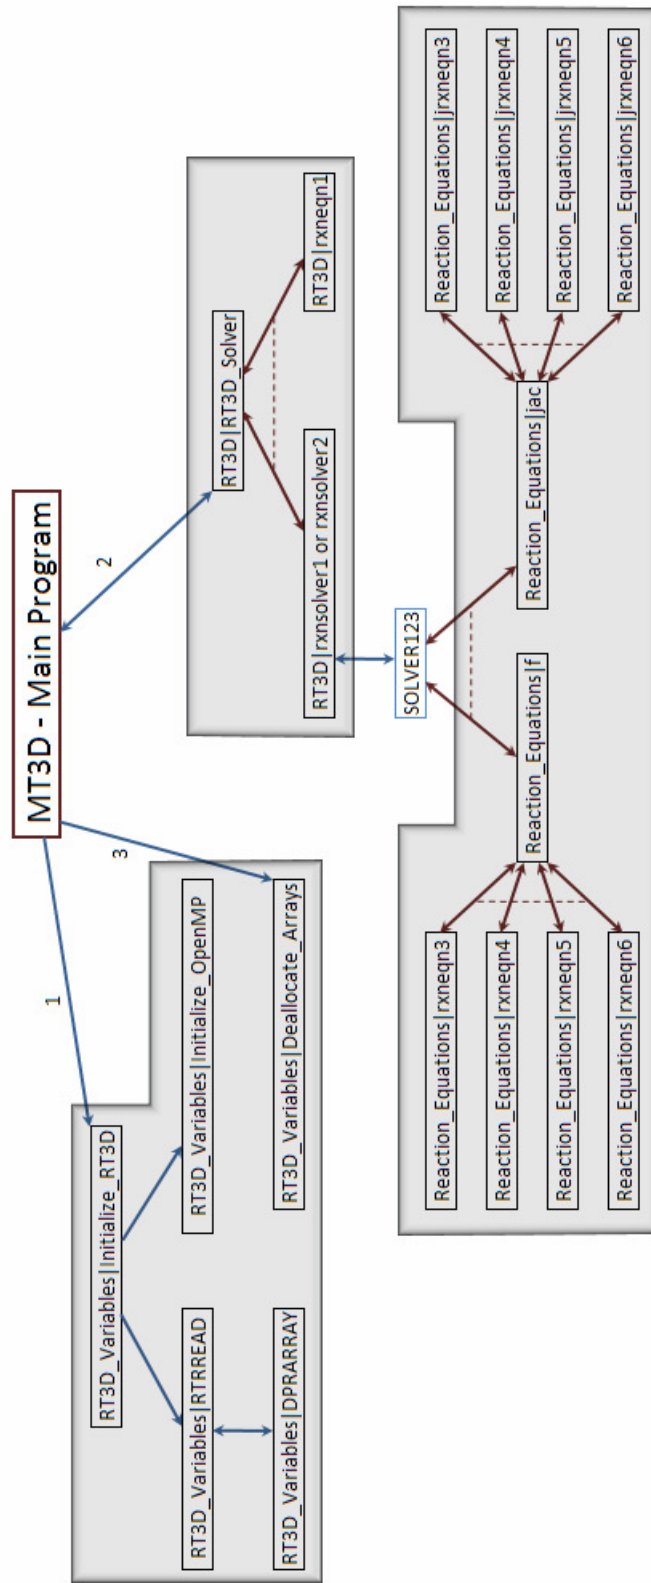 MT3D - Main Program
1
2
3
RT3D_Variables|Initialize_RT3D
RT3D_Variables|RTRREAD
RT3D_Variables|Initialize_OpenMP
RT3D_Variables|DPRARRAY
RT3D_Variables|Deallocate_Arrays
RT3D|RT3D_Solver
RT3D|rxnsolver1 or rxnsolver2
RT3D|rxneqn1
SOLVER123
Reaction_Equations|f
Reaction_Equations|jac
Reaction_Equations|rxneqn3
Reaction_Equations|rxneqn4
Reaction_Equations|rxneqn5
Reaction_Equations|rxneqn6
Reaction_Equations|jrxneqn3
Reaction_Equations|jrxneqn4
Reaction_Equations|jrxneqn5
Reaction_Equations|jrxneqn6